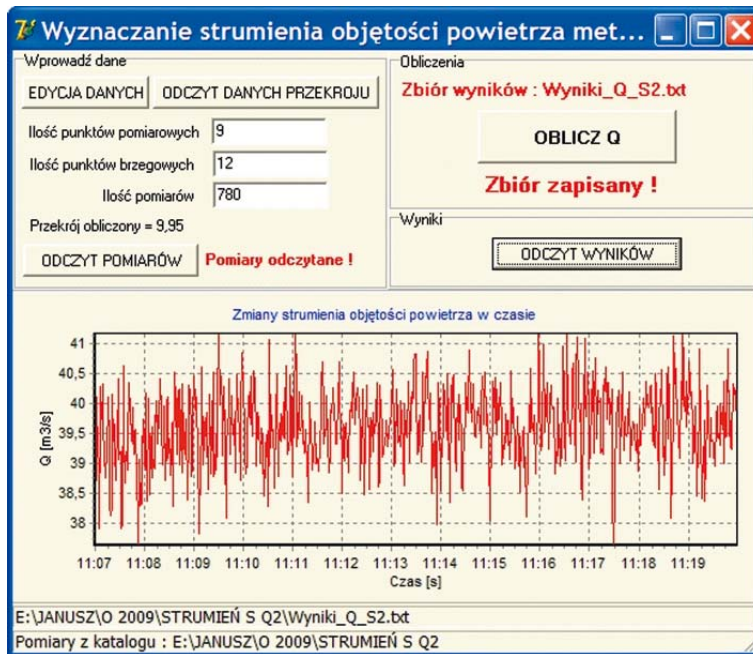 Wyznaczanie strumienia objętości powietrza met...
Wprowadź dane
EDYCJA DANYCH
ODCZYT DANYCH PRZEKROJU
Ilość punktów pomiarowych 9
Ilość punktów brzegowych 12
Ilość pomiarów 780
Przekrój obliczony = 9,95
ODCZYT POMIARÓW
Pomiary odczytane !
Obliczenia
Zbiór wyników : Wyniki_Q_S2.txt
OBLICZ Q
Zbiór zapisany !
Wyniki
ODCZYT WYNIKÓW
Zmiany strumienia objętości powietrza w czasie
Q [m3/s]
41
40,5
40
39,5
39
38,5
38
11:07 11:08 11:09 11:10 11:11 11:12 11:13 11:14 11:15 11:16 11:17 11:18 11:19
Czas [s]
E:\JANUSZ\O 2009\STRUMIEŃ S Q2\Wyniki_Q_S2.txt
Pomiary z katalogu : E:\JANUSZ\O 2009\STRUMIEŃ S Q2